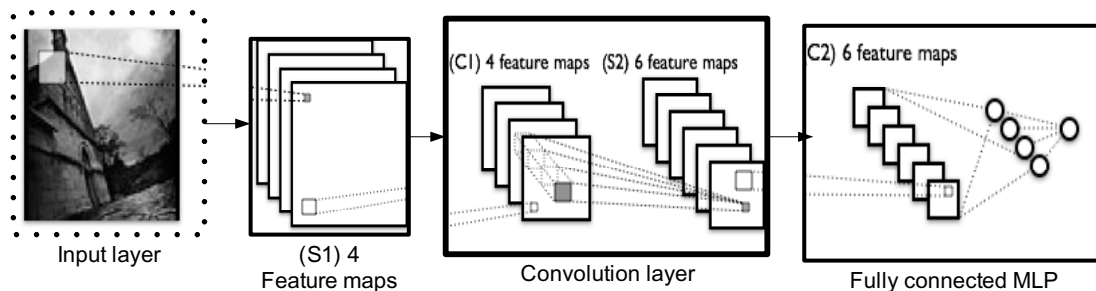 (C1) 4 feature maps
(S2) 6 feature maps
C2) 6 feature maps
Input layer
(S1) 4
Feature maps
Convolution layer
Fully connected MLP